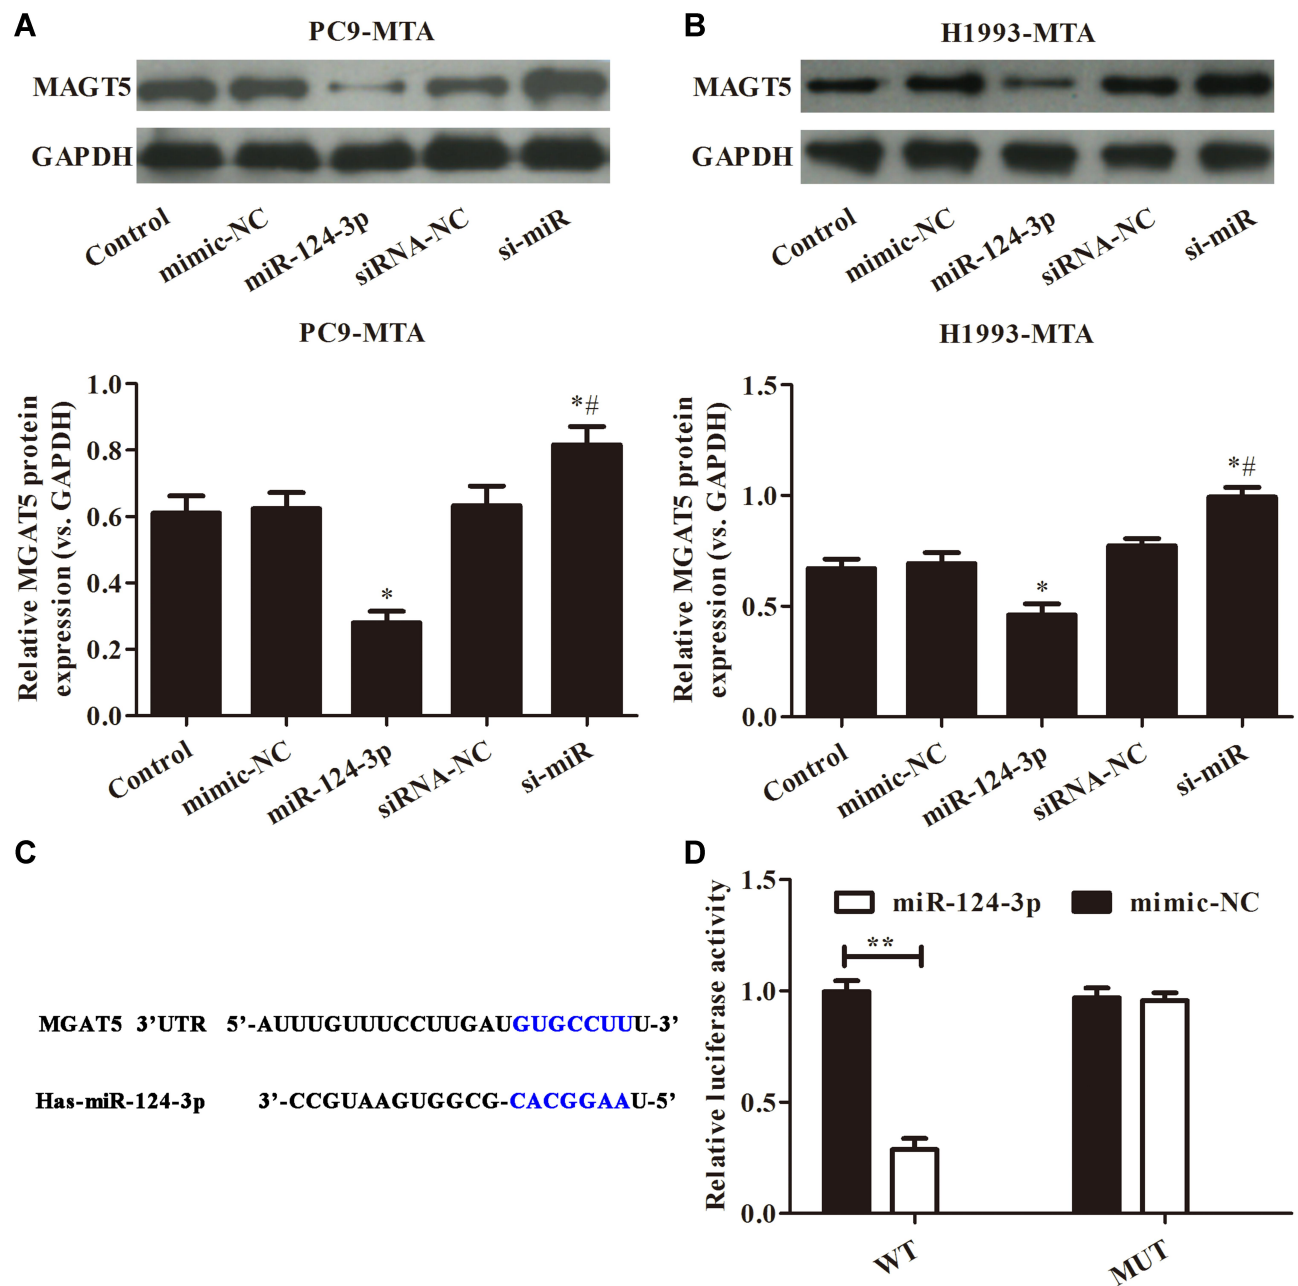 A
PC9-MTA
MAGT5
GAPDH
Control
mimic-NC
miR-124-3p
siRNA-NC
si-miR
PC9-MTA
Relative MGAT5 protein
expression (vs. GAPDH)
1.0
0.8
0.6
0.4
0.2
0.0
*
*#
Control
mimic-NC
miR-124-3p
siRNA-NC
si-miR
B
H1993-MTA
MAGT5
GAPDH
Control
mimic-NC
miR-124-3p
siRNA-NC
si-miR
H1993-MTA
Relative MGAT5 protein
expression (vs. GAPDH)
1.5
1.0
0.5
0.0
*
*#
Control
mimic-NC
miR-124-3p
siRNA-NC
si-miR
C
MGAT5 3’UTR 5’-AUUUGUUUCCUUGAUGUGCCUUU-3’
Has-miR-124-3p 3’-CCGUAAGUGGCG-CACGGAAU-5’
D
Relative luciferase activity
1.5
1.0
0.5
0.0
miR-124-3p mimic-NC
**
WT
MUT